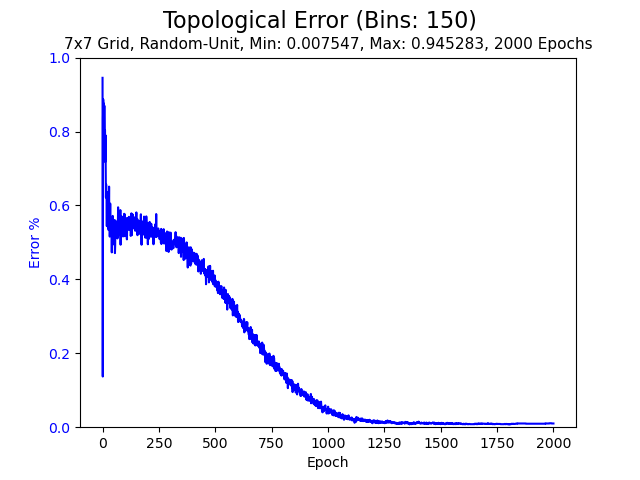 Topological Error (Bins: 150)
7x7 Grid, Random-Unit, Min: 0.007547, Max: 0.945283, 2000 Epochs
1.0
0.8
0.6
0.4
0.2
0.0
Error %
0 250 500 750 1000 1250 1500 1750 2000
Epoch